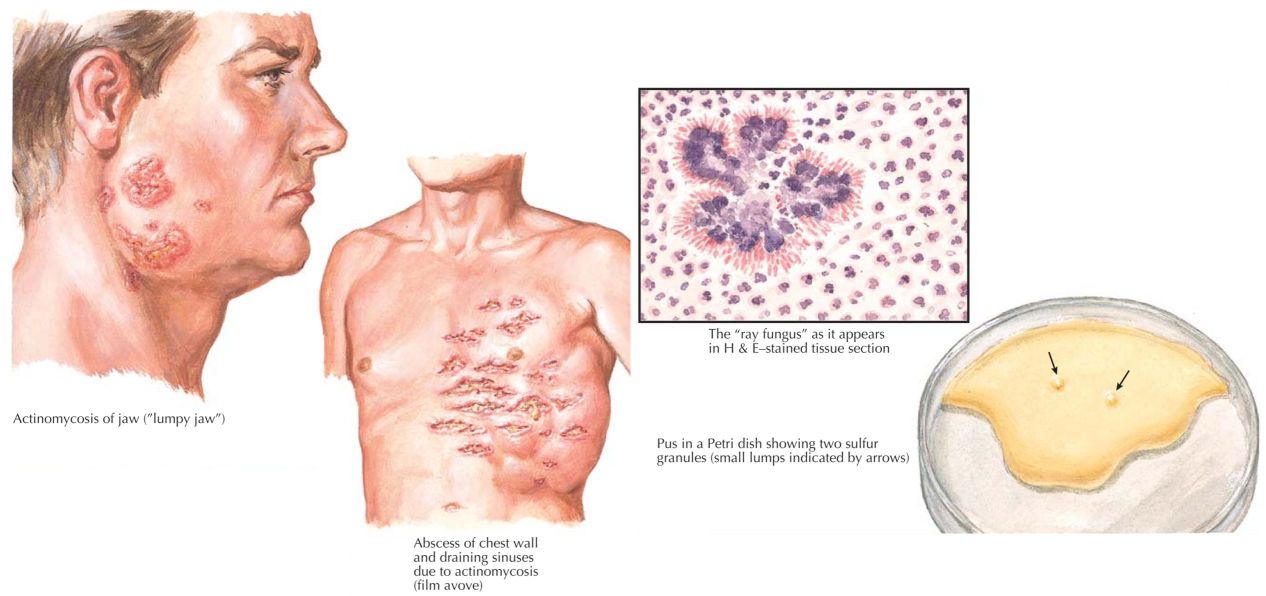 Actinomycosis of jaw (”lumpy jaw”)
Abscess of chest wall
and draining sinuses
due to actinomycosis
(film avove)
The “ray fungus” as it appears
in H & E–stained tissue section
Pus in a Petri dish showing two sulfur
granules (small lumps indicated by arrows)